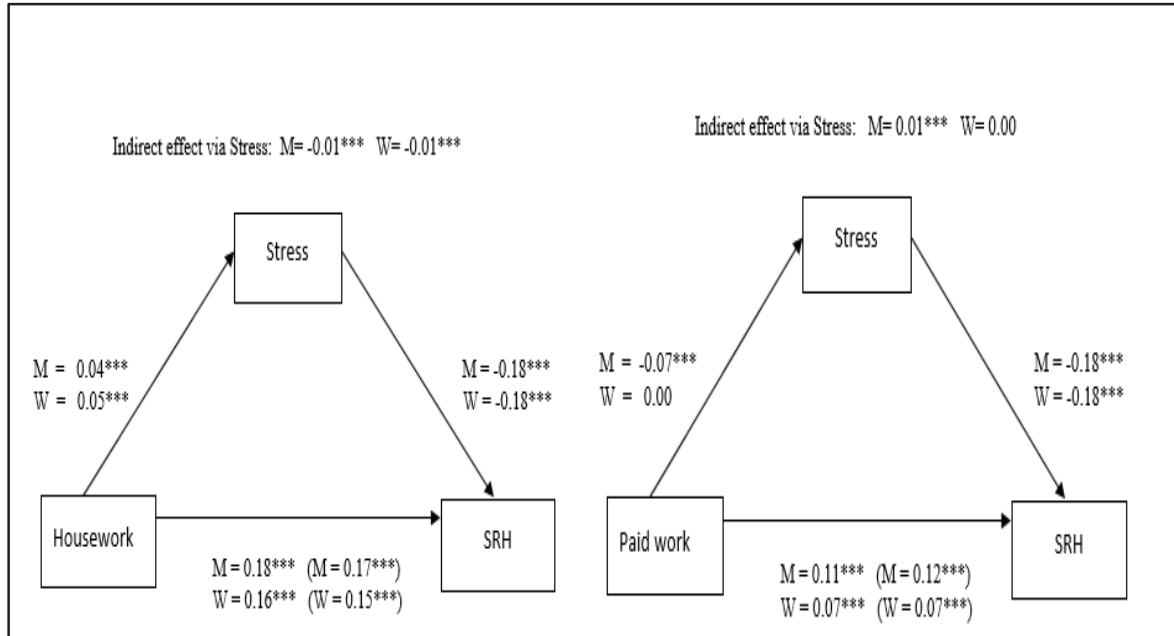 Indirect effect via Stress: M= -0.01*** W= -0.01***
Stress
M = 0.04***
W = 0.05***
M = -0.18***
W = -0.18***
Housework
SRH
M = 0.18*** (M = 0.17***)
W = 0.16*** (W = 0.15***)
Indirect effect via Stress: M= 0.01*** W= 0.00
Stress
M = -0.07***
W = 0.00
M = -0.18***
W = -0.18***
Paid work
SRH
M = 0.11*** (M = 0.12***)
W = 0.07*** (W = 0.07***)